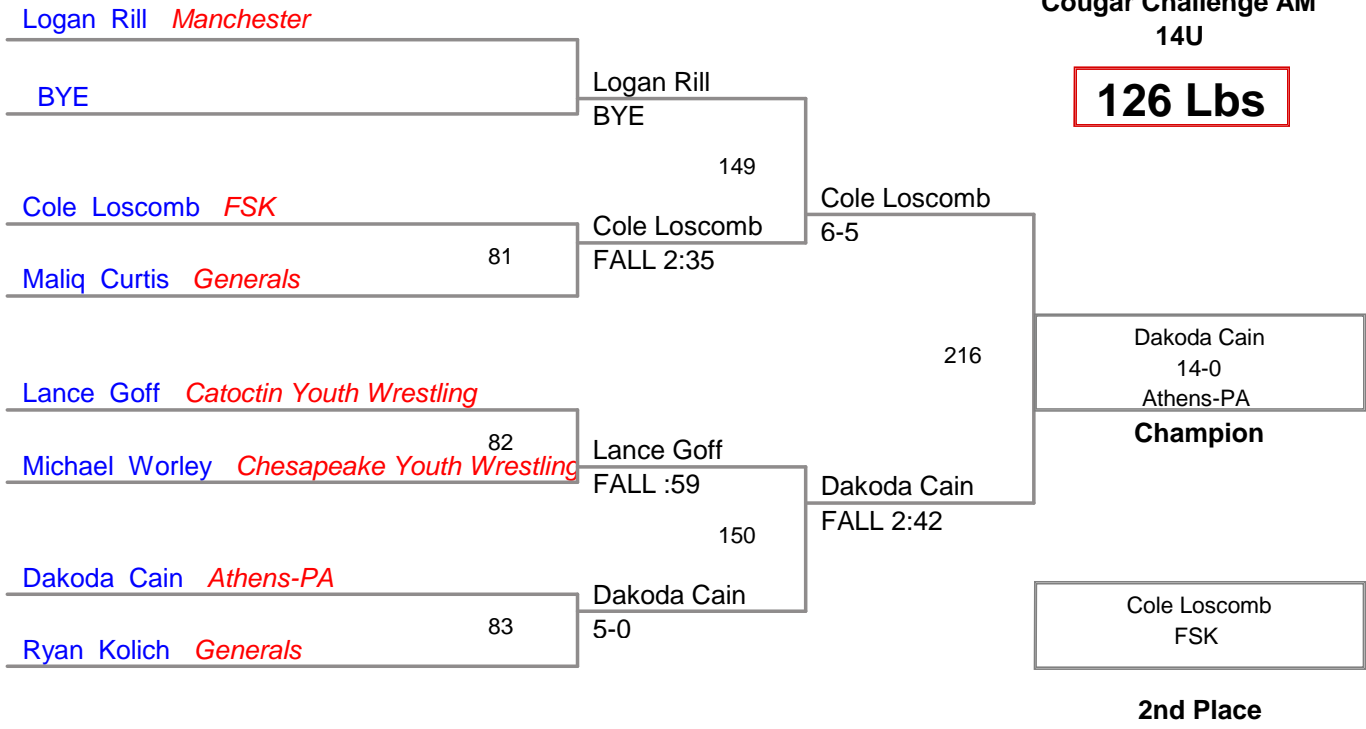 Cougar Challenge AM
14U
126 Lbs
Logan Rill Manchester
BYE
Logan Rill
BYE
149
Cole Loscomb FSK
81
Maliq Curtis Generals
Cole Loscomb
FALL 2:35
Cole Loscomb
6-5
216
Lance Goff Catoctin Youth Wrestling
82
Michael Worley Chesapeake Youth Wrestling
Lance Goff
FALL :59
150
Dakoda Cain
FALL 2:42
Dakoda Cain Athens-PA
83
Ryan Kolich Generals
Dakoda Cain
5-0
Dakoda Cain
14-0
Athens-PA
Champion
Cole Loscomb
FSK
2nd Place